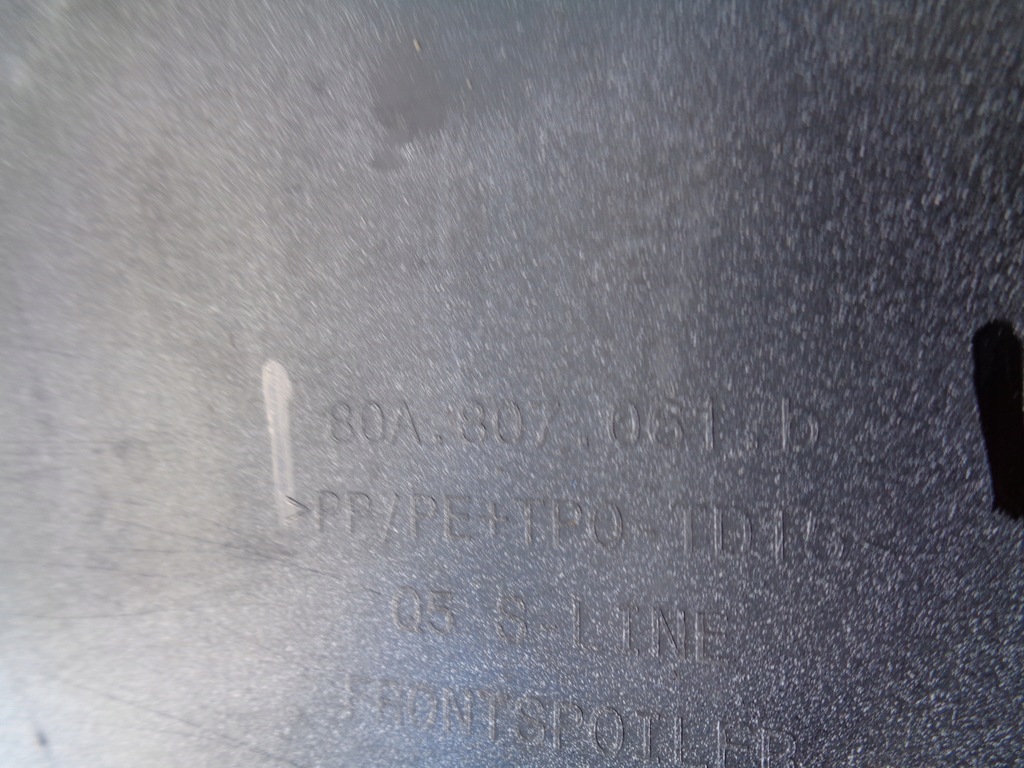 80A.807.061.b
>PP/PE+TPO-TD1
Q5 S-LINE
FRONTSPOILER